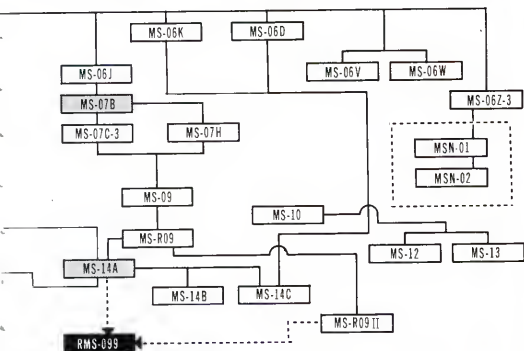 MS-06K
MS-06D
MS-06J
MS-06V
MS-06W
MS-07B
MS-06Z-3
MS-07C-3
MS-07H
MSN-01
MSN-02
MS-09
MS-10
MS-R09
MS-12
MS-13
MS-14A
MS-14B
MS-14C
MS-R09Ⅱ
RMS-099